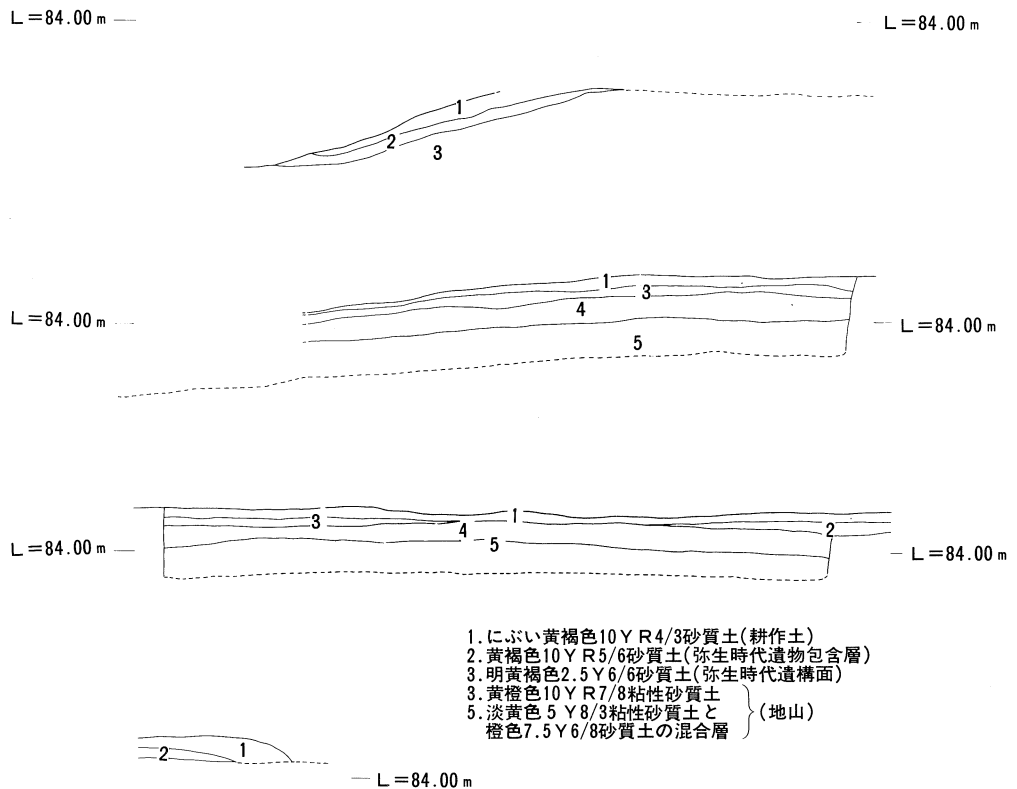 L=84.00m
L=84.00m
1
2
3
1
3
4
5
L=84.00m
L=84.00m
1
3
4
2
5
L=84.00m
L=84.00m
1.にぶい黄褐色10YR4/3砂質土(耕作土)
2.黄褐色10YR5/6砂質土(弥生時代遺物包含層)
3.明黄褐色2.5Y6/6砂質土(弥生時代遺構面)
3.黄橙色10YR7/8粘性砂質土
5.淡黄色5Y8/3粘性砂質土と
橙色7.5Y6/8砂質土の混合層
(地山)
1
2
L=84.00m